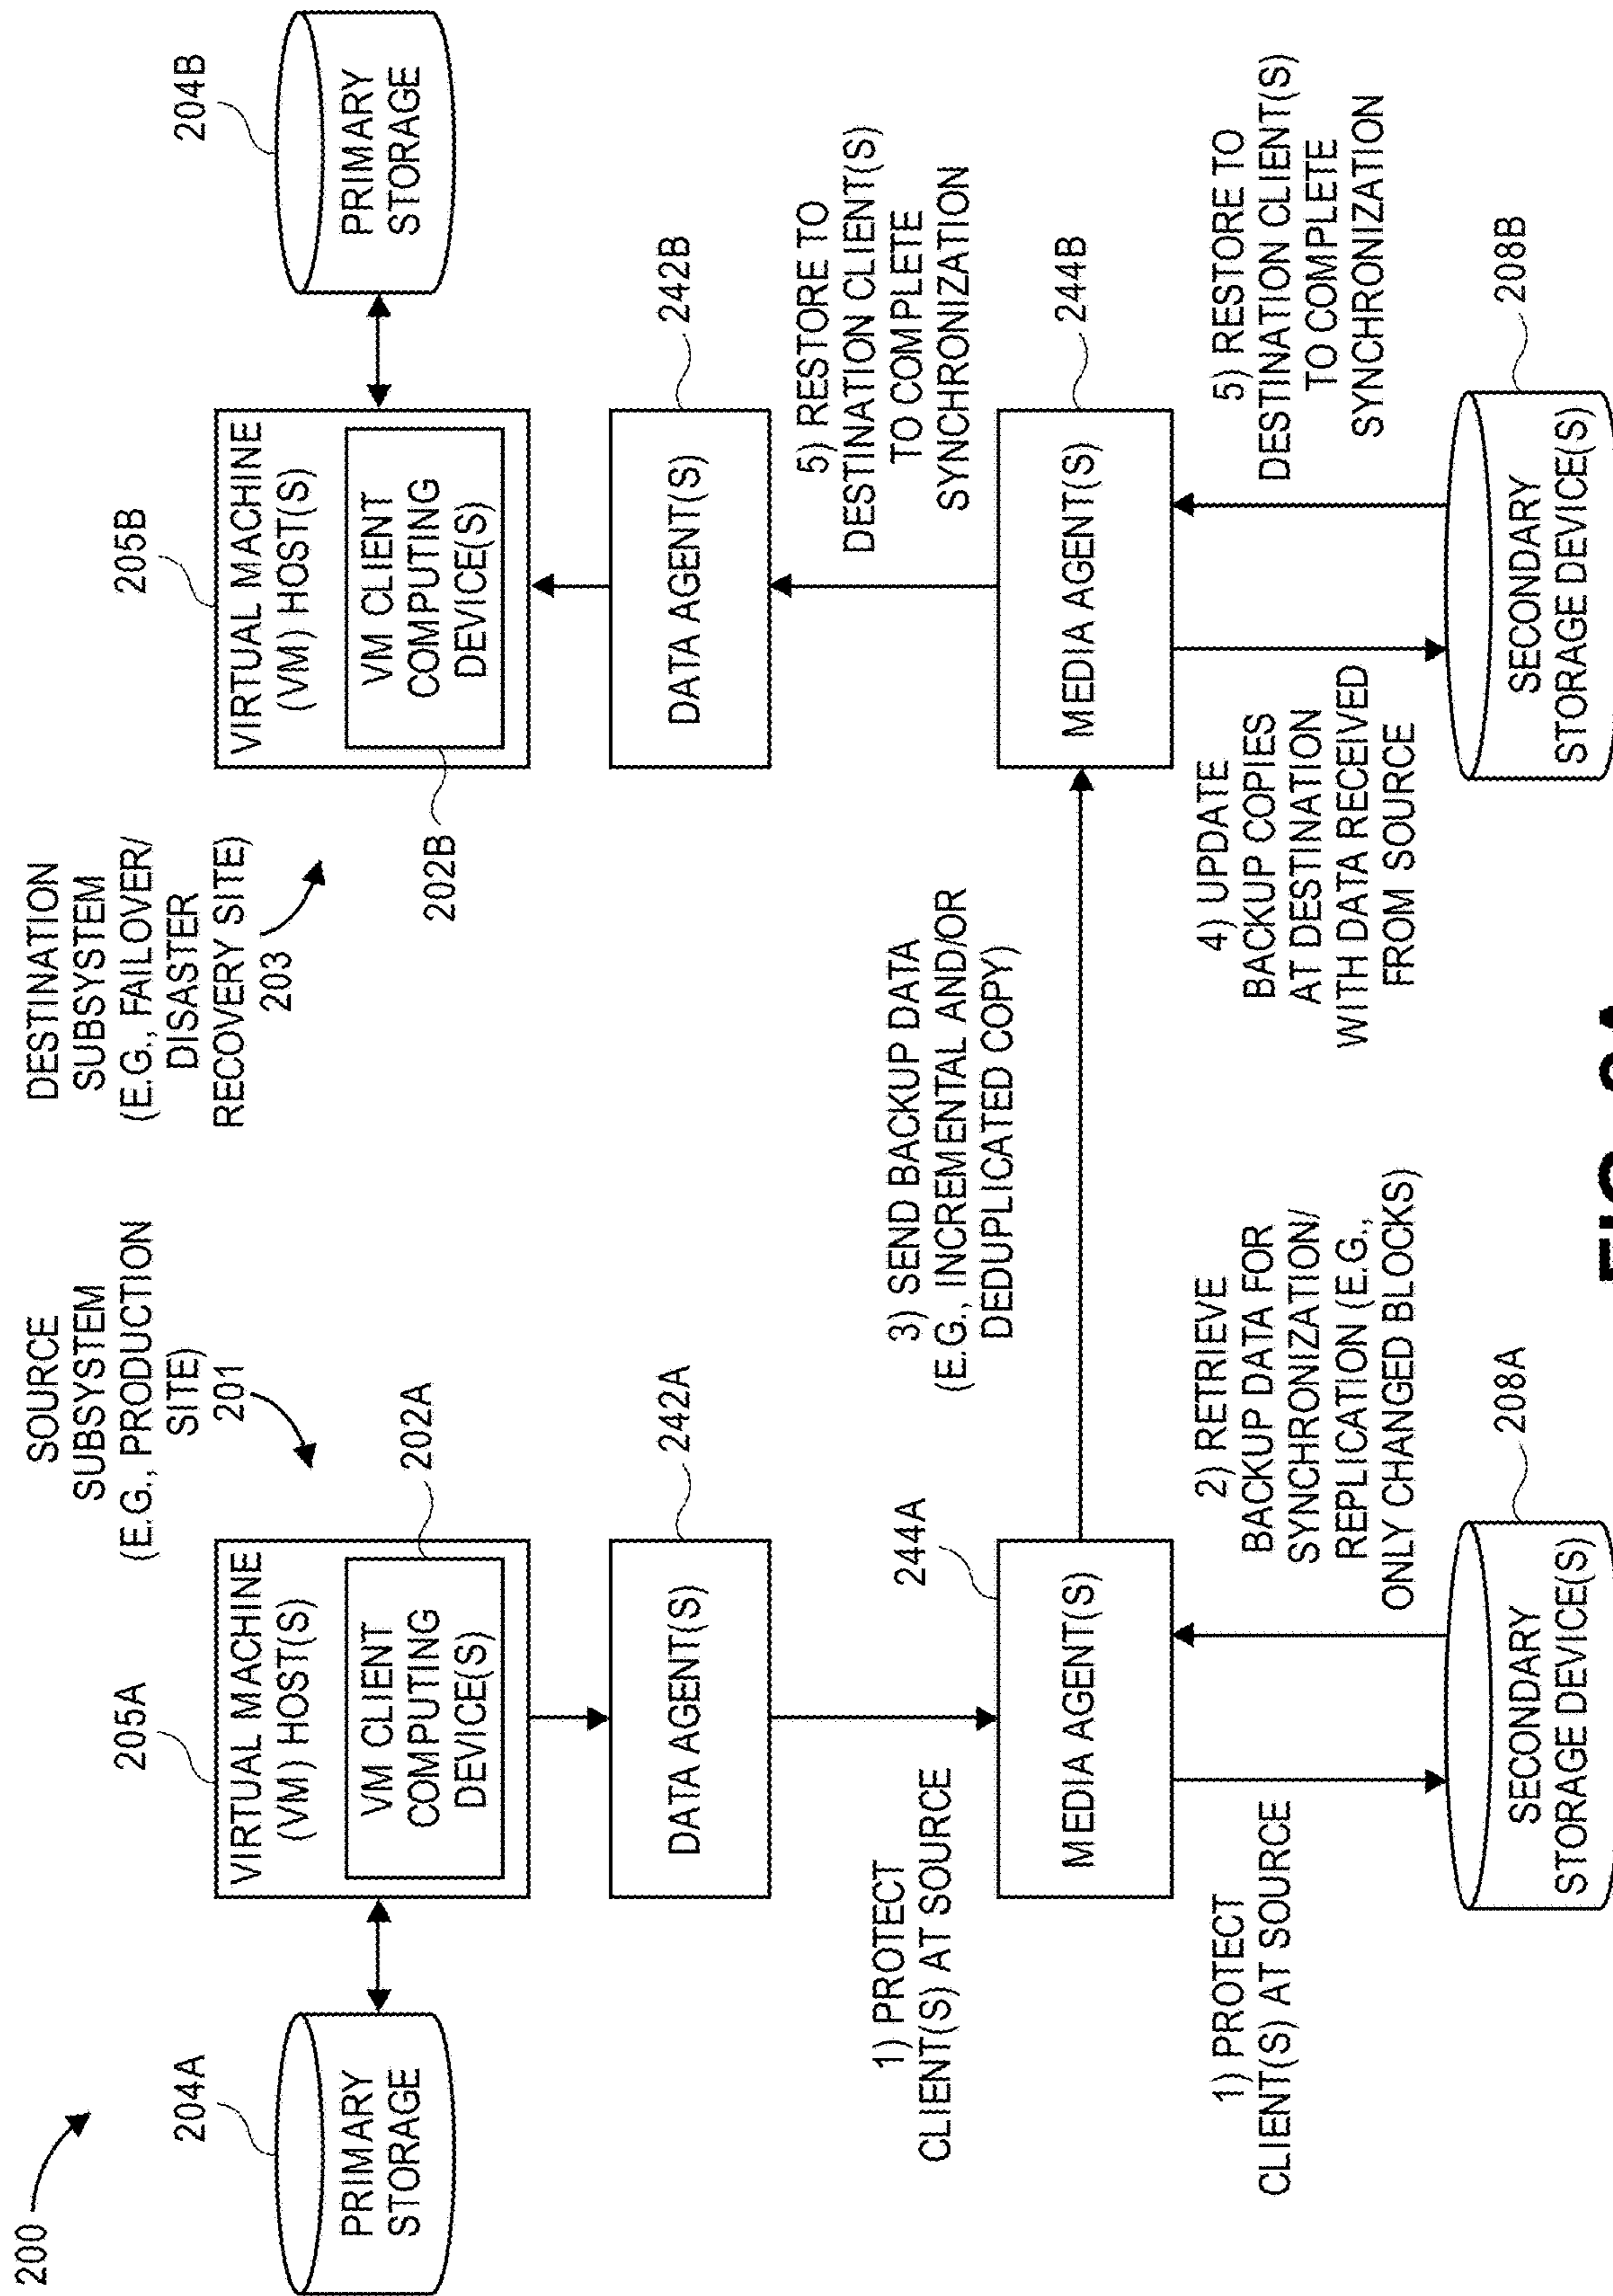 200
SOURCE
SUBSYSTEM
(E.G., PRODUCTION
SITE)
201
DESTINATION
SUBSYSTEM
(E.G., FAILOVER/
DISASTER
RECOVERY SITE)
203
204A
PRIMARY
STORAGE
205A
VIRTUAL MACHINE
(VM) HOST(S)
VM CLIENT
COMPUTING
DEVICE(S)
202A
205B
VIRTUAL MACHINE
(VM) HOST(S)
VM CLIENT
COMPUTING
DEVICE(S)
202B
204B
PRIMARY
STORAGE
DATA AGENT(S)
242A
DATA AGENT(S)
242B
1) PROTECT
CLIENT(S) AT SOURCE
3) SEND BACKUP DATA
(E.G., INCREMENTAL AND/OR
DEDUPLICATED COPY)
5) RESTORE TO
DESTINATION CLIENT(S)
TO COMPLETE
SYNCHRONIZATION
244A
MEDIA AGENT(S)
MEDIA AGENT(S)
244B
1) PROTECT
CLIENT(S) AT SOURCE
2) RETRIEVE
BACKUP DATA FOR
SYNCHRONIZATION/
REPLICATION (E.G.,
ONLY CHANGED BLOCKS)
4) UPDATE
BACKUP COPIES
AT DESTINATION
WITH DATA RECEIVED
FROM SOURCE
5) RESTORE TO
DESTINATION CLIENT(S)
TO COMPLETE
SYNCHRONIZATION
SECONDARY
STORAGE DEVICE(S)
208A
SECONDARY
STORAGE DEVICE(S)
208B